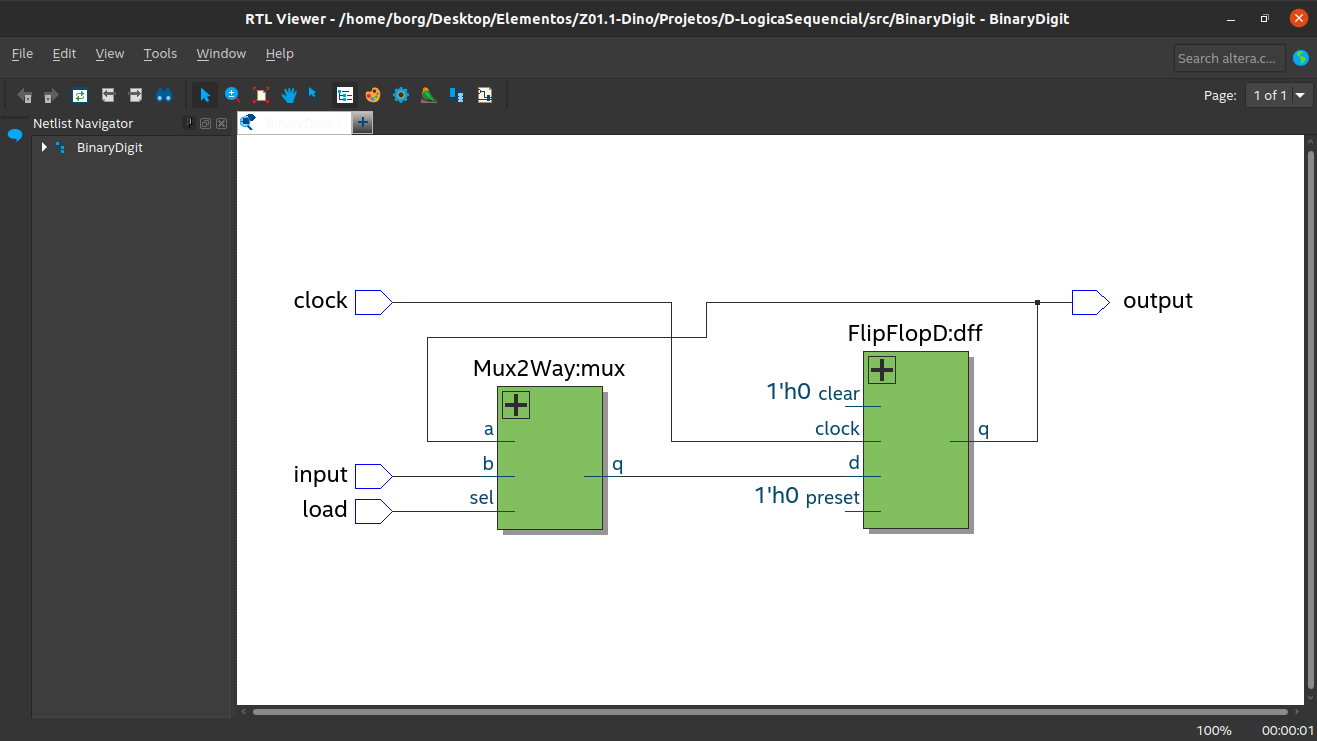 RTL Viewer - /home/borg/Desktop/Elementos/Z01.1-Dino/Projetos/D-LogicaSequencial/src/BinaryDigit - BinaryDigit
File Edit View Tools Window Help
Search altera.c...
Page: 1 of 1
Netlist Navigator
BinaryDigit:1
BinaryDigit
clock
output
FlipFlopD:dff
Mux2Way:mux
1'h0 clear
a
clock
q
input
b
q
d
load
sel
1'h0 preset
100% 00:00:01